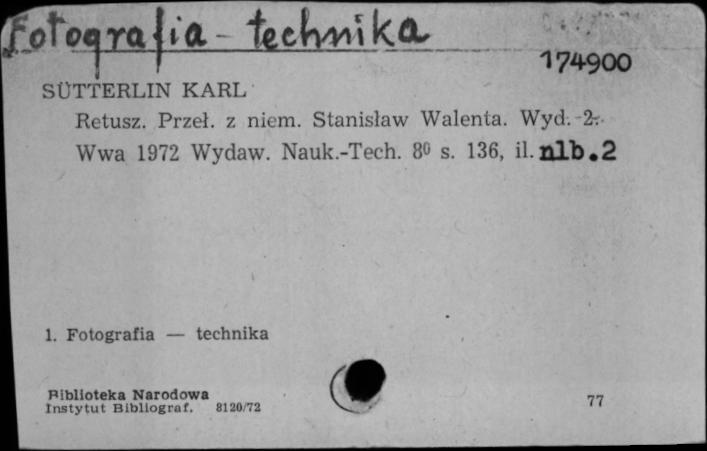 Fotografia - technika
174900
SÜTTERLIN KARL
Retusz. Przeł. z niem. Stanisław Walenta. Wyd. 2.
Wwa 1972 Wydaw. Nauk.-Tech. 8⁰ s. 136, il. nlb.2
1. Fotografia — technika
Biblioteka Narodowa
Instytut Bibliograf. 8120/72
77